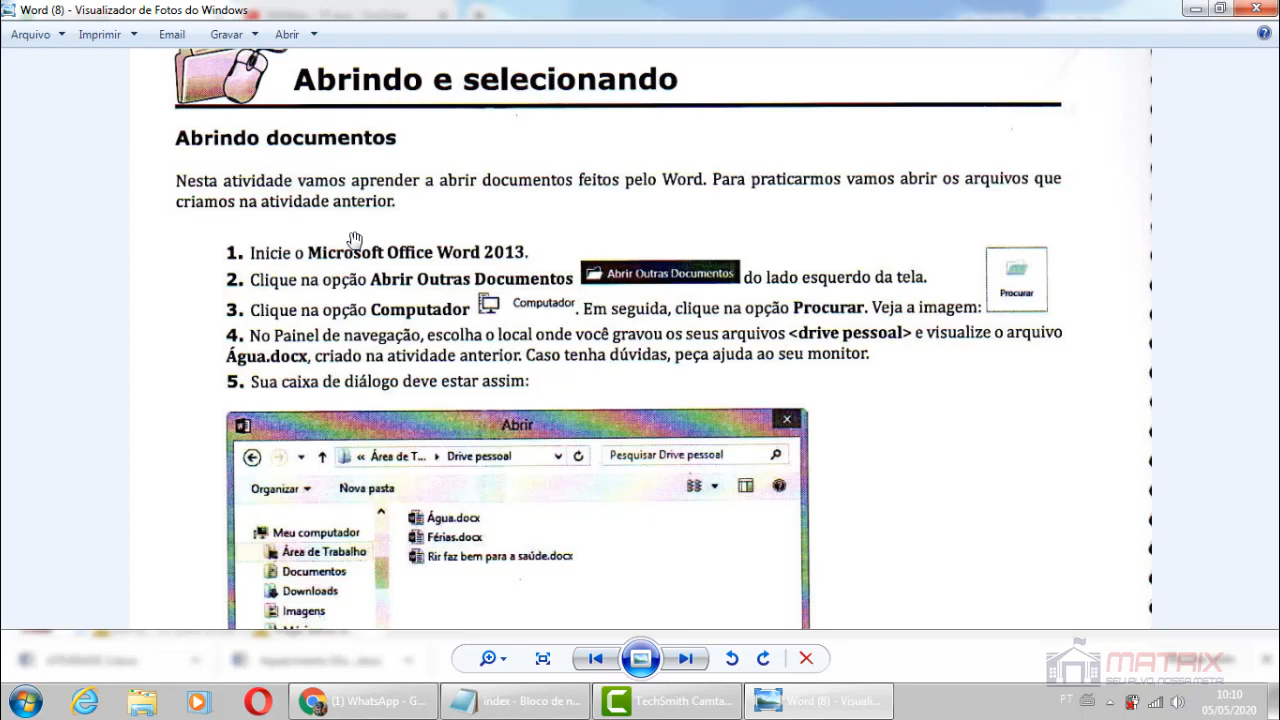 Word (8) - Visualizador de Fotos do Windows
Arquivo Imprimir Email Gravar Abrir
Abrindo e selecionando
Abrindo documentos
Nesta atividade vamos aprender a abrir documentos feitos pelo Word. Para praticarmos vamos abrir os arquivos que
criamos na atividade anterior.
1. Inicie o Microsoft Office Word 2013.
2. Clique na opção Abrir Outras Documentos Abrir Outras Documentos do lado esquerdo da tela.
3. Clique na opção Computador Computador. Em seguida, clique na opção Procurar. Veja a imagem:
Procurar
4. No Painel de navegação, escolha o local onde você gravou os seus arquivos <drive pessoal> e visualize o arquivo
Água.docx, criado na atividade anterior. Caso tenha dúvidas, peça ajuda ao seu monitor.
5. Sua caixa de diálogo deve estar assim:
Abrir
« Área de T... Drive pessoal Pesquisar Drive pessoal
Organizar Nova pasta
Meu computador
Área de Trabalho
Documentos
Downloads
Imagens
Água.docx
Férias.docx
Rir faz bem para a saúde.docx
MATRIX
SEU ALVO, NOSSA META!
(1) WhatsApp - G... index - Bloco de n... TechSmith Camta... Word (8) - Visuali...
PT
10:10
05/05/2020